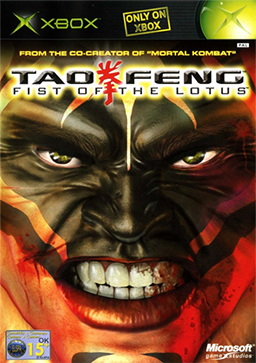 XBOX
ONLY ON
XBOX
PAL
FROM THE CO-CREATOR OF "MORTAL KOMBAT"
TAO FENG
FIST OF THE LOTUS
OK
15
Microsoft
game studios